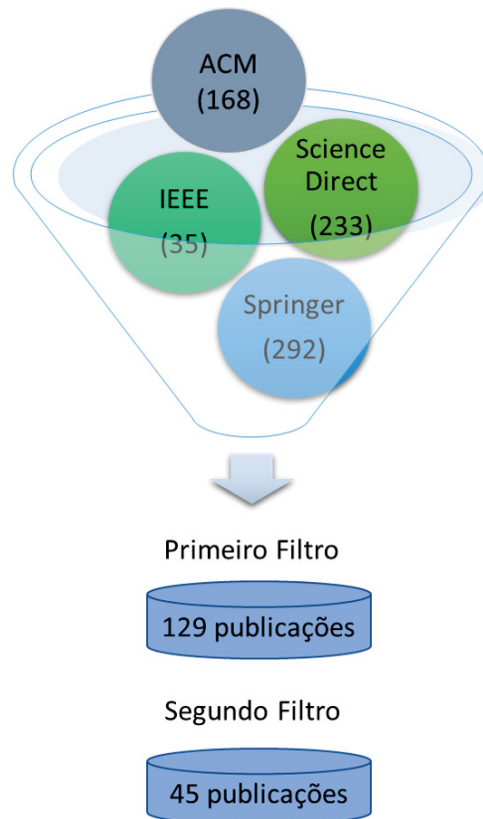 ACM
(168)
Science
Direct
(233)
IEEE
(35)
Springer
(292)
Primeiro Filtro
129 publicações
Segundo Filtro
45 publicações